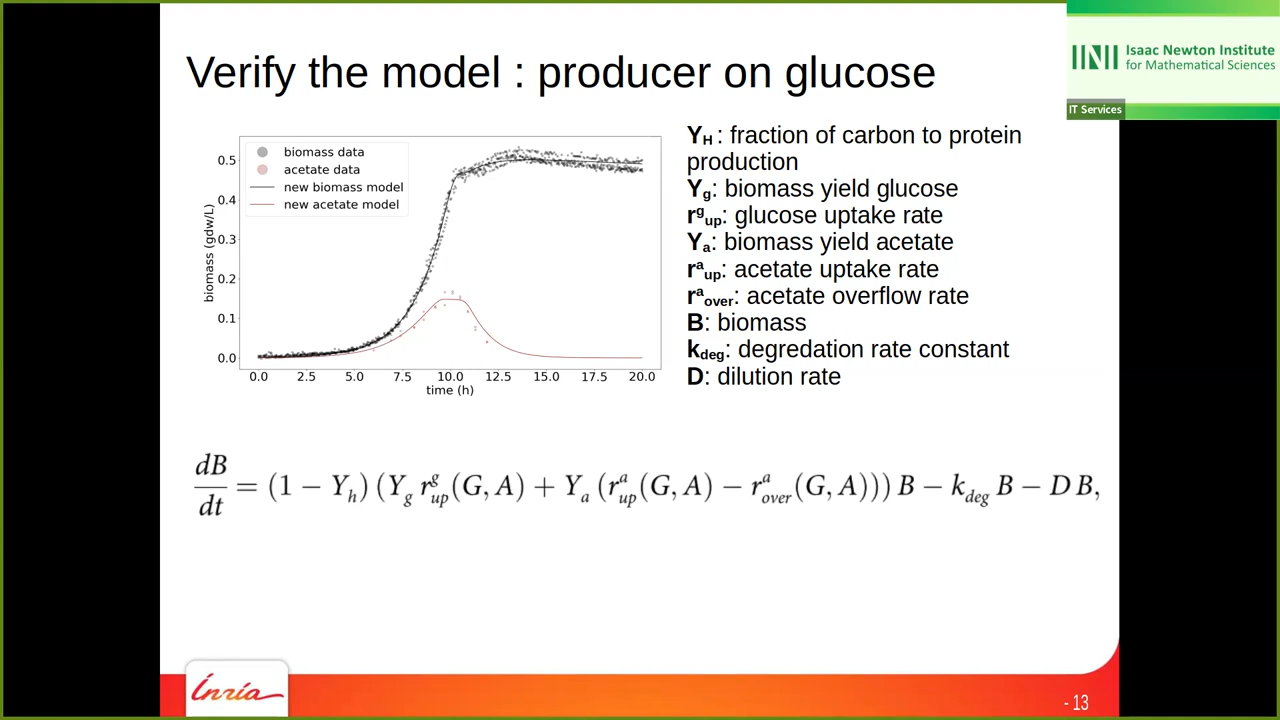 Verify the model : producer on glucose
Isaac Newton Institute
for Mathematical Sciences
IT Services
biomass data
acetate data
new biomass model
new acetate model
biomass (gdw/L)
0.5
0.4
0.3
0.2
0.1
0.0
0.0 2.5 5.0 7.5 10.0 12.5 15.0 17.5 20.0
time (h)
Y_H : fraction of carbon to protein
production
Y_g: biomass yield glucose
r^g_up: glucose uptake rate
Y_a: biomass yield acetate
r^a_up: acetate uptake rate
r^a_over: acetate overflow rate
B: biomass
k_deg: degredation rate constant
D: dilution rate
dB/dt = (1 − Y_h) (Y_g r^g_up(G, A) + Y_a (r^a_up(G, A) − r^a_over(G, A))) B − k_deg B − D B,
Inria
- 13